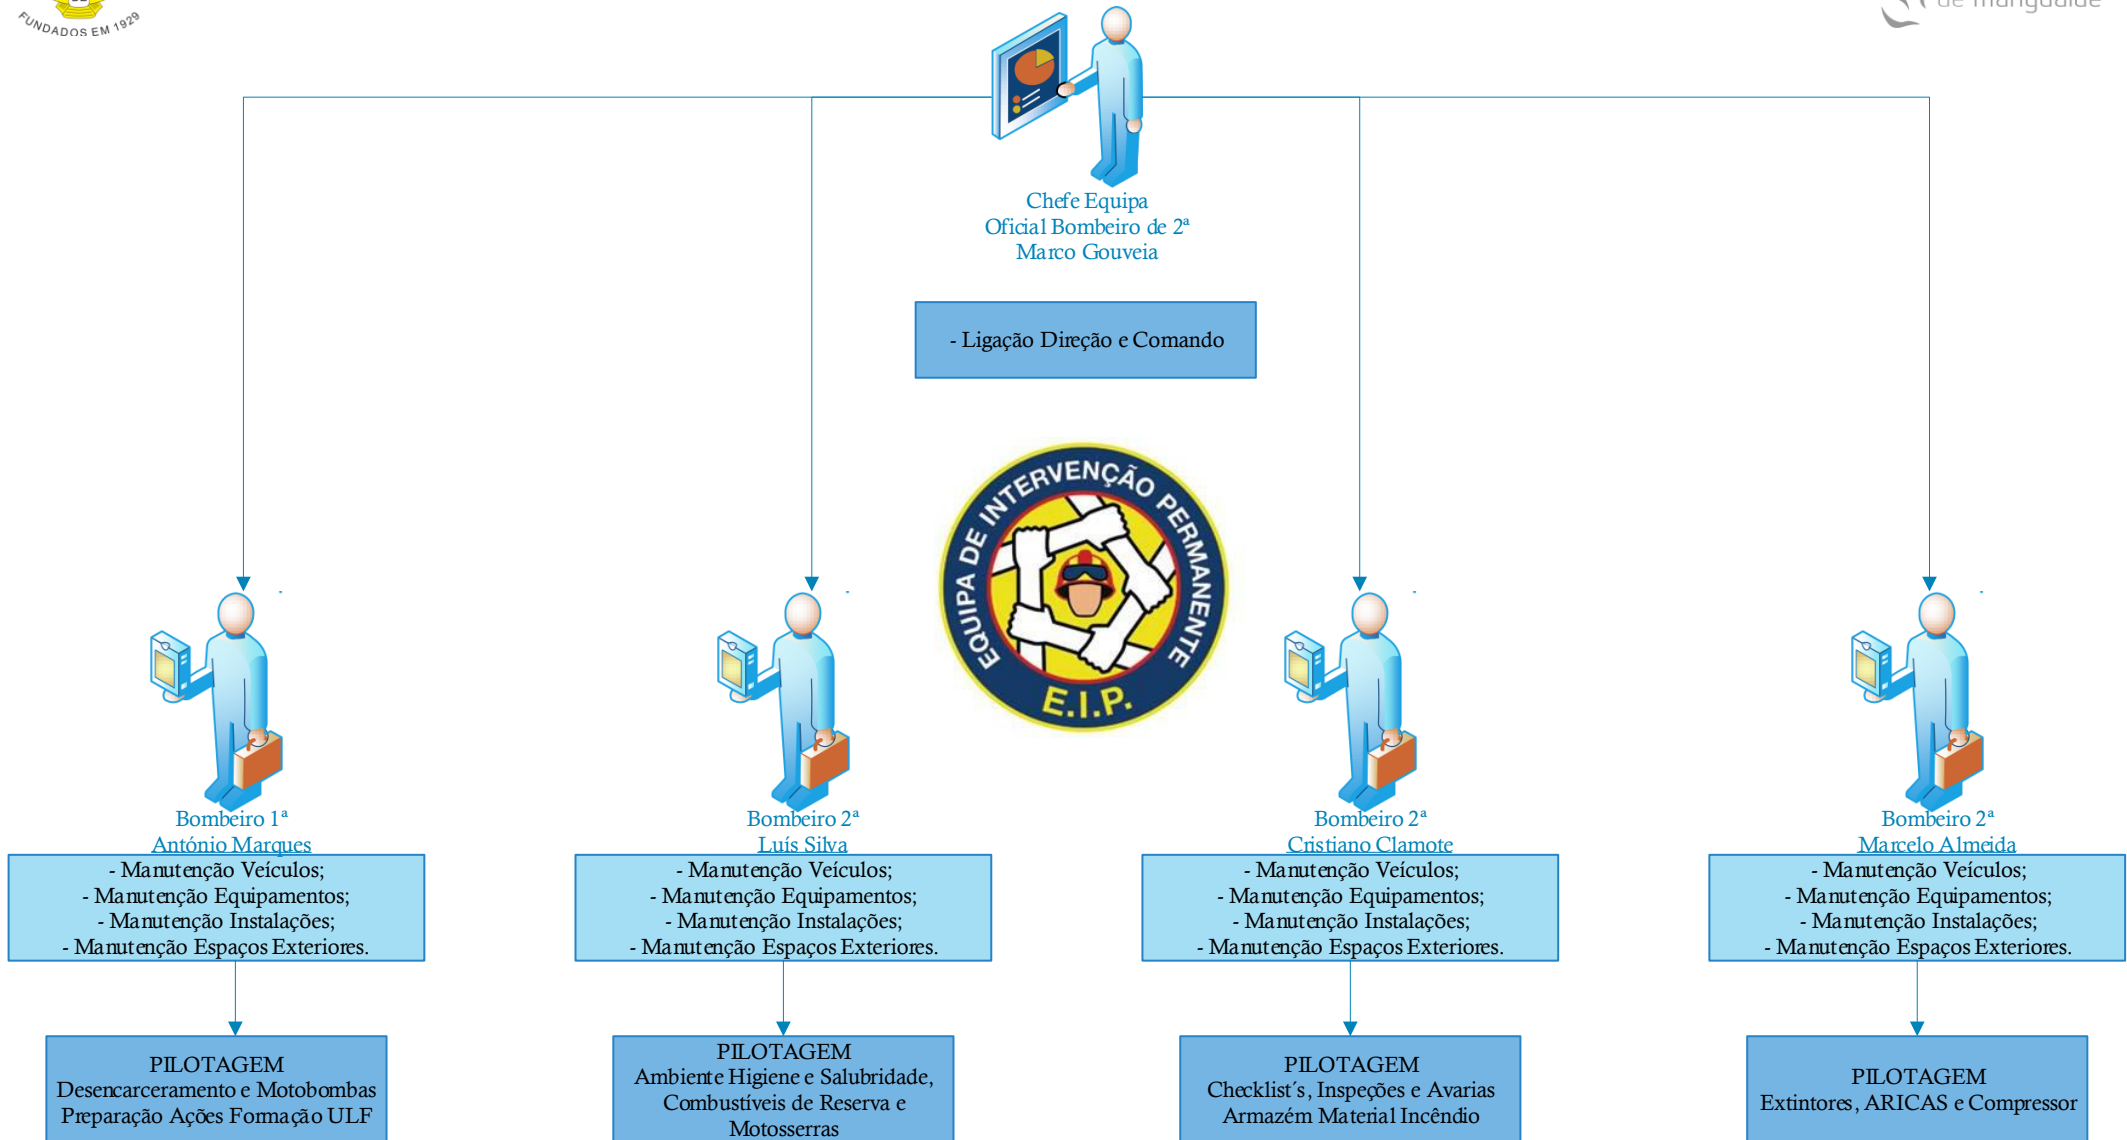 FUNDADOS EM 1929
de mangualde
Chefe Equipa
Oficial Bombeiro de 2ª
Marco Gouveia
- Ligação Direção e Comando
EQUIPA DE INTERVENÇÃO PERMANENTE
E.I.P.
Bombeiro 1ª
António Marques
- Manutenção Veículos;
- Manutenção Equipamentos;
- Manutenção Instalações;
- Manutenção Espaços Exteriores.
PILOTAGEM
Desencarceramento e Motobombas
Preparação Ações Formação ULF
Bombeiro 2ª
Luís Silva
- Manutenção Veículos;
- Manutenção Equipamentos;
- Manutenção Instalações;
- Manutenção Espaços Exteriores.
PILOTAGEM
Ambiente Higiene e Salubridade,
Combustíveis de Reserva e
Motosserras
Bombeiro 2ª
Cristiano Clamote
- Manutenção Veículos;
- Manutenção Equipamentos;
- Manutenção Instalações;
- Manutenção Espaços Exteriores.
PILOTAGEM
Checklist´s, Inspeções e Avarias
Armazém Material Incêndio
Bombeiro 2ª
Marcelo Almeida
- Manutenção Veículos;
- Manutenção Equipamentos;
- Manutenção Instalações;
- Manutenção Espaços Exteriores.
PILOTAGEM
Extintores, ARICAS e Compressor